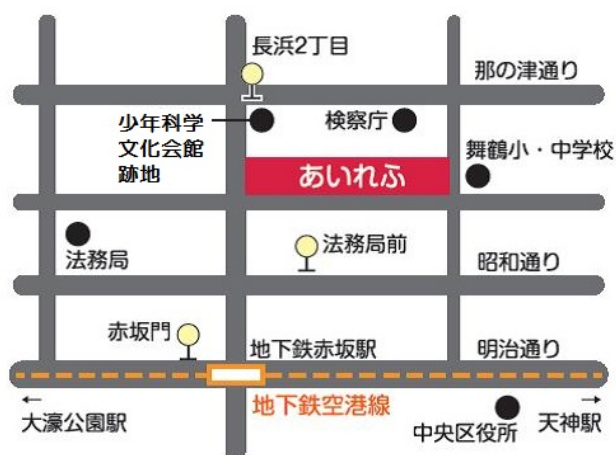 長浜2丁目
那の津通り
少年科学
文化会館
跡地
検察庁
舞鶴小・中学校
あいれふ
法務局
法務局前
昭和通り
赤坂門
地下鉄赤坂駅
明治通り
←
大濠公園駅
地下鉄空港線
中央区役所
→
天神駅